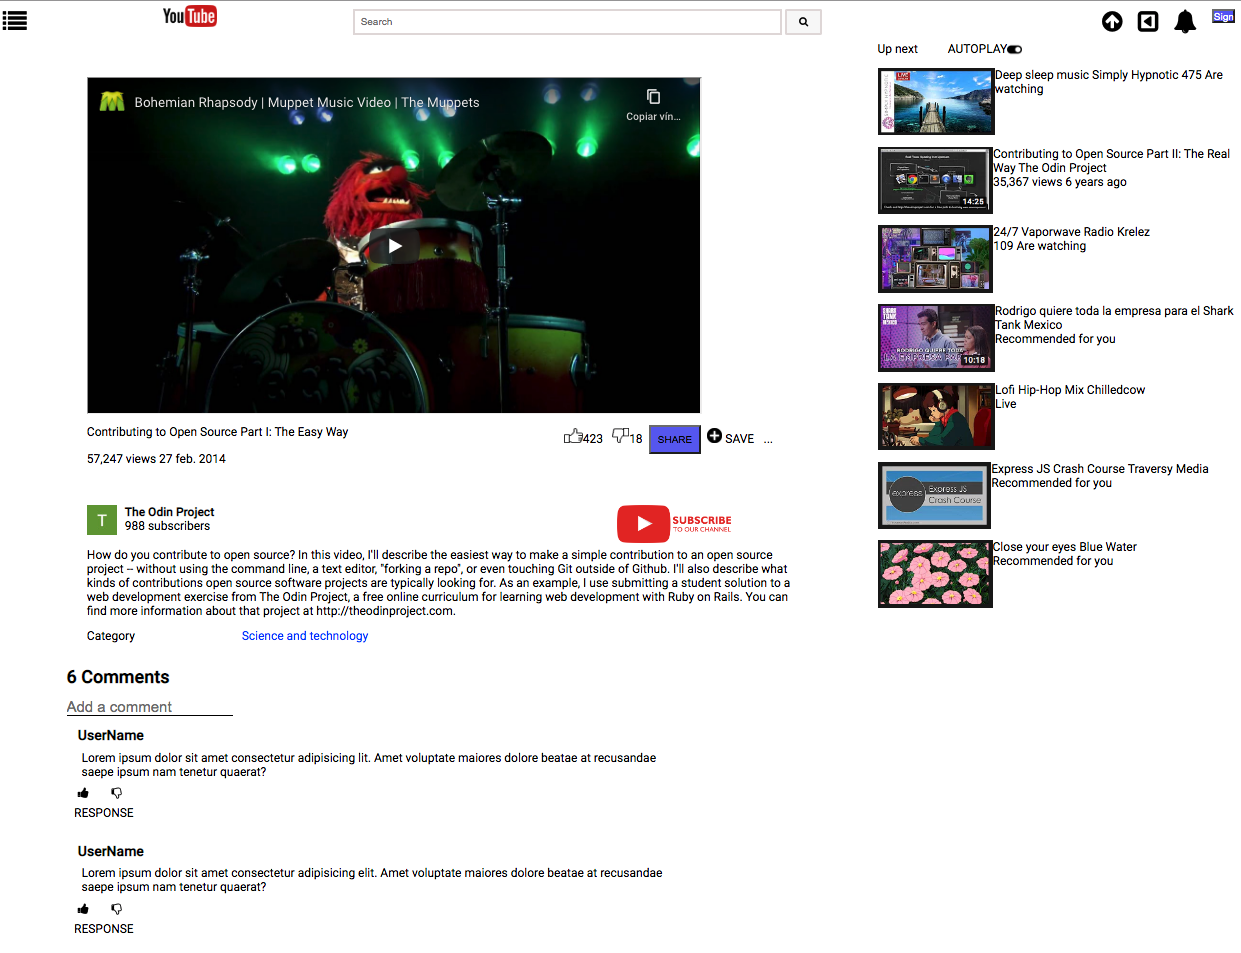 YouTube
Search
Sign
Up next AUTOPLAY
Bohemian Rhapsody | Muppet Music Video | The Muppets
Copiar vín...
LIVE
Deep sleep music Simply Hypnotic 475 Are
watching
Contributing to Open Source Part II: The Real
Way The Odin Project
35,367 views 6 years ago
14:25
24/7 Vaporwave Radio Krelez
109 Are watching
SHARK
TANK
MEXICO
RODRIGO QUIERE TODA
LA EMPRESA
10:18
Rodrigo quiere toda la empresa para el Shark
Tank Mexico
Recommended for you
Lofi Hip-Hop Mix Chilledcow
Live
express
Express JS
Crash Course
Express JS Crash Course Traversy Media
Recommended for you
Close your eyes Blue Water
Recommended for you
Contributing to Open Source Part I: The Easy Way
423 18 SHARE SAVE ...
57,247 views 27 feb. 2014
T
The Odin Project
988 subscribers
SUBSCRIBE
TO OUR CHANNEL
How do you contribute to open source? In this video, I'll describe the easiest way to make a simple contribution to an open source
project -- without using the command line, a text editor, "forking a repo", or even touching Git outside of Github. I'll also describe what
kinds of contributions open source software projects are typically looking for. As an example, I use submitting a student solution to a
web development exercise from The Odin Project, a free online curriculum for learning web development with Ruby on Rails. You can
find more information about that project at http://theodinproject.com.
Category Science and technology
6 Comments
Add a comment
UserName
Lorem ipsum dolor sit amet consectetur adipisicing lit. Amet voluptate maiores dolore beatae at recusandae
saepe ipsum nam tenetur quaerat?
RESPONSE
UserName
Lorem ipsum dolor sit amet consectetur adipisicing elit. Amet voluptate maiores dolore beatae at recusandae
saepe ipsum nam tenetur quaerat?
RESPONSE